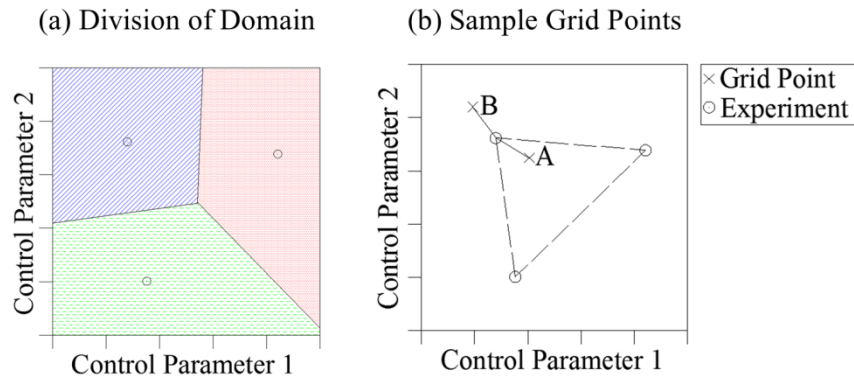 (a) Division of Domain
Control Parameter 2
Control Parameter 1
(b) Sample Grid Points
Control Parameter 2
B
A
Control Parameter 1
Grid Point
Experiment